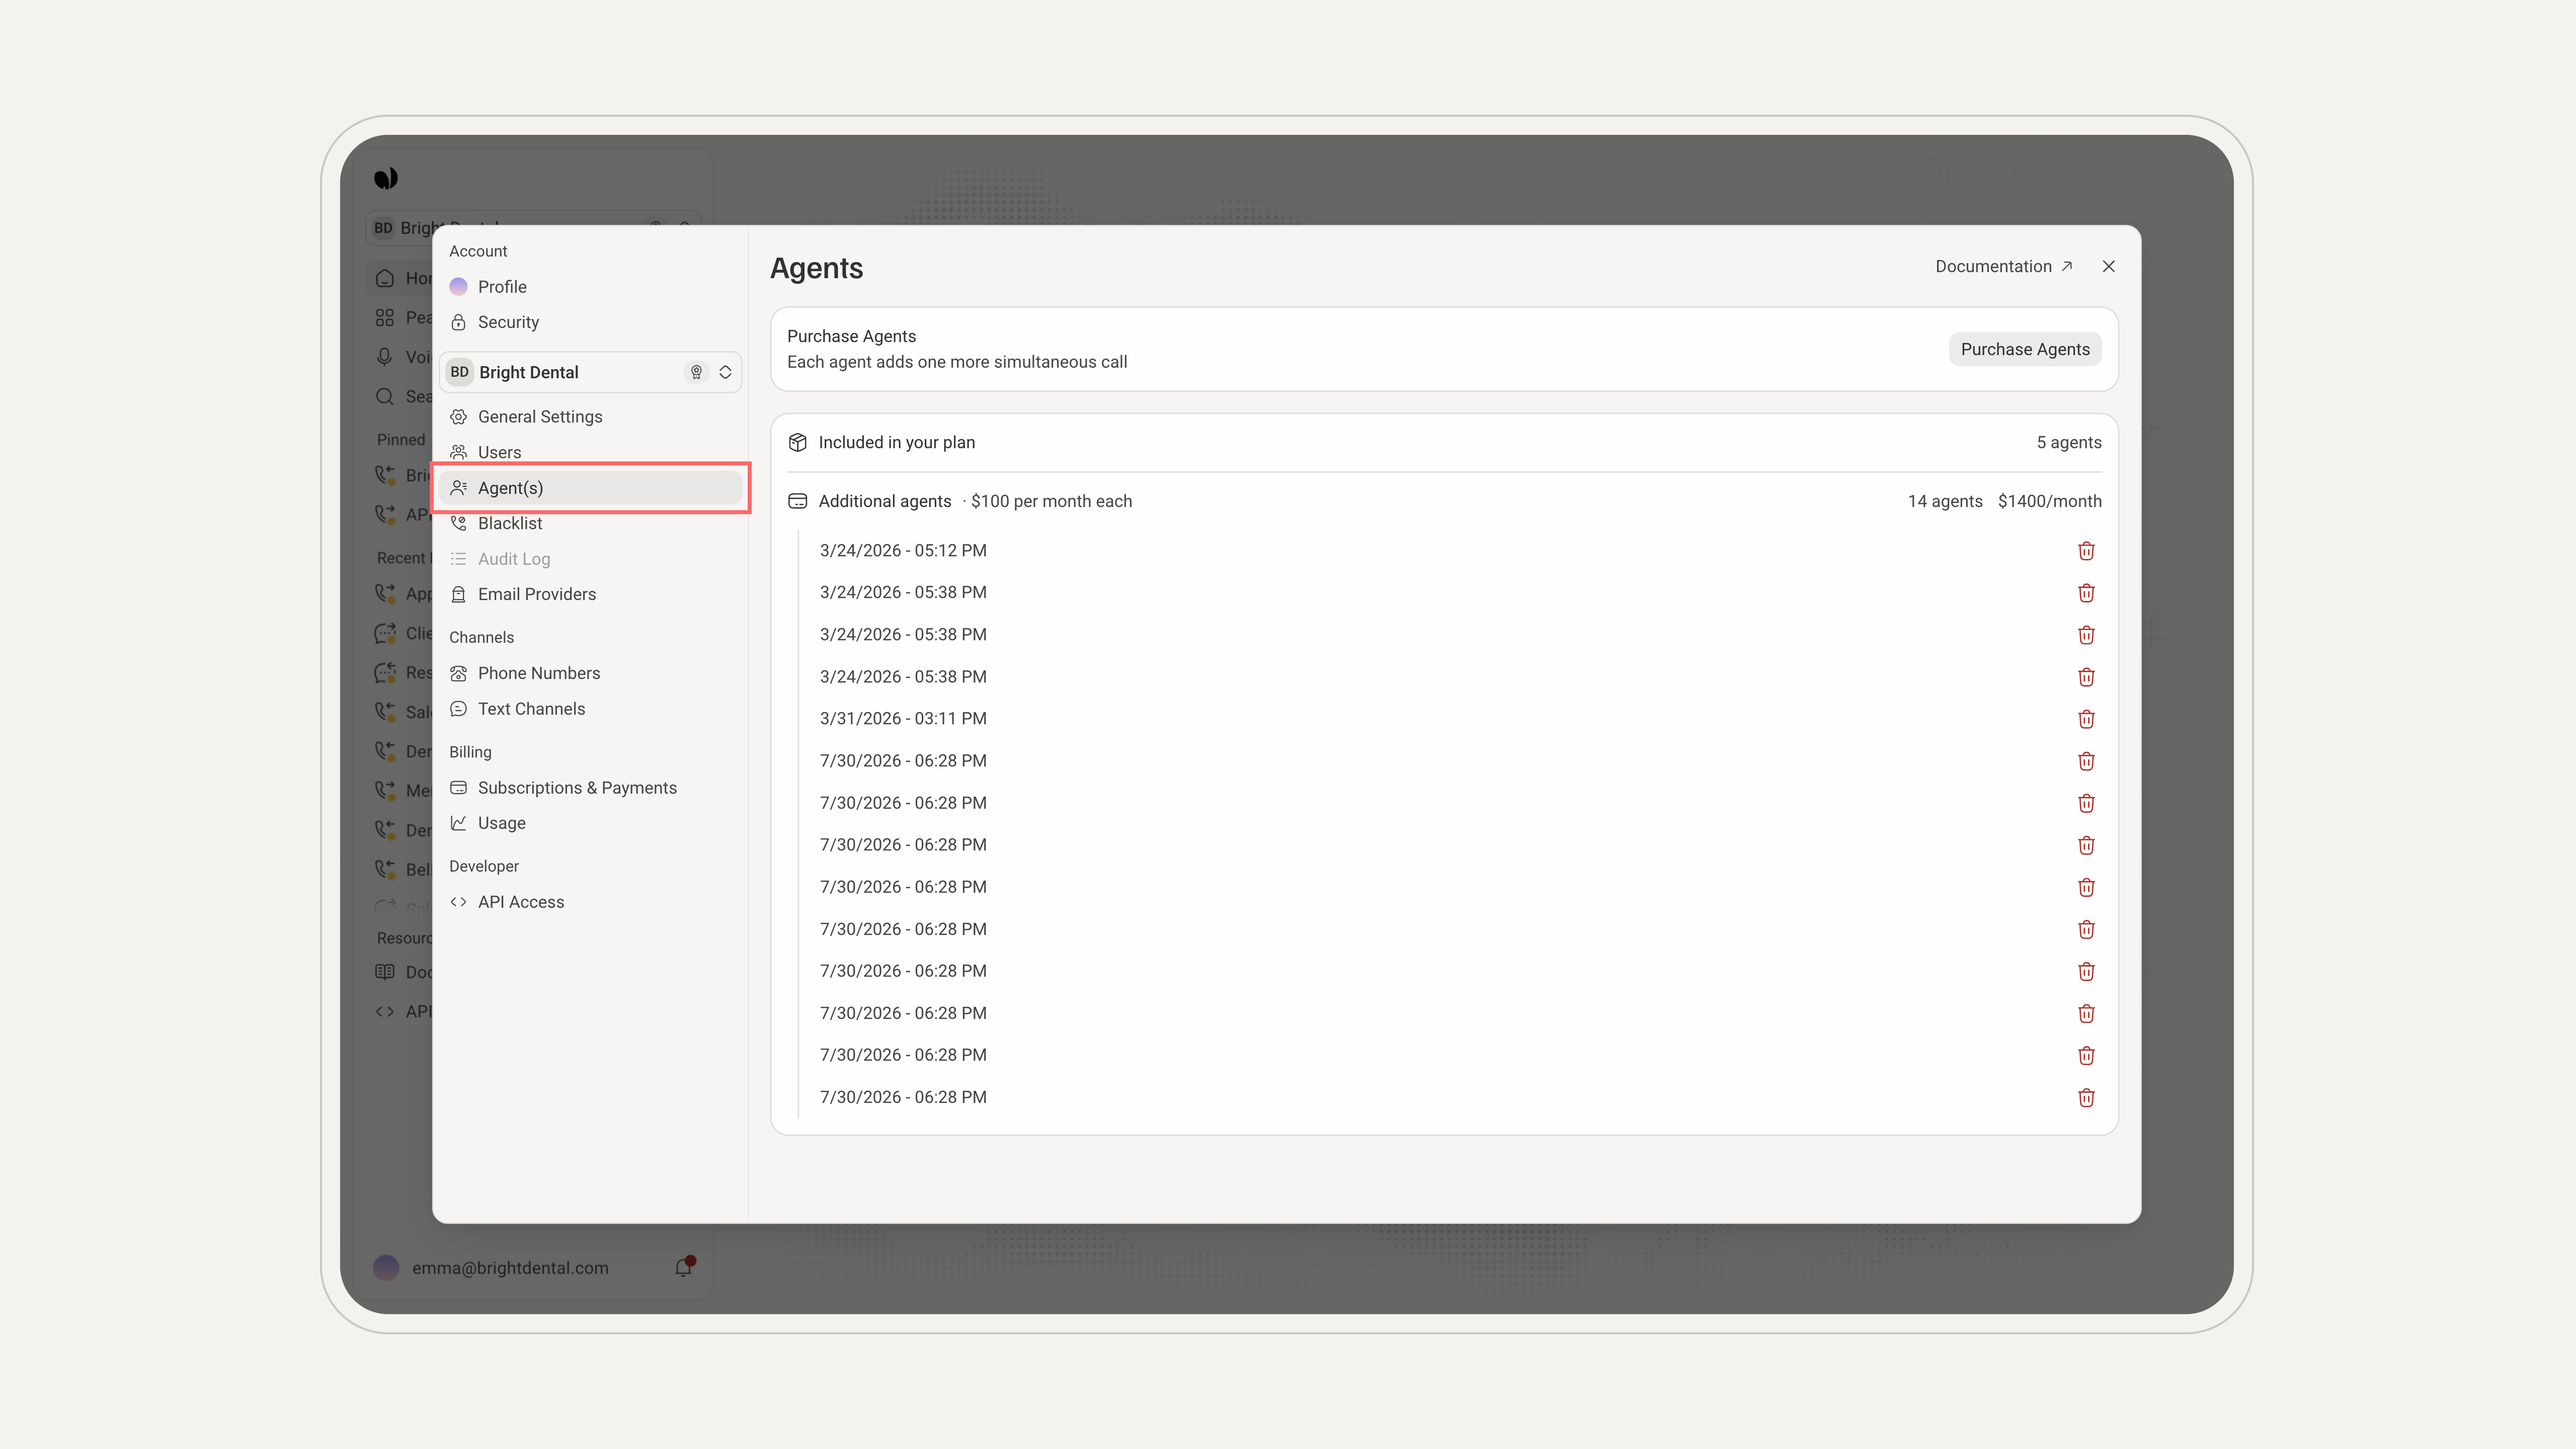 BD
Pinned
Recent
emma@brightdental.com
Account
Profile
Security
BD Bright Dental
General Settings
Users
Agent(s)
Blacklist
Audit Log
Email Providers
Channels
Phone Numbers
Text Channels
Billing
Subscriptions & Payments
Usage
Developer
API Access
Agents
Documentation
Purchase Agents
Each agent adds one more simultaneous call
Purchase Agents
Included in your plan 5 agents
Additional agents · $100 per month each 14 agents $1400/month
3/24/2026 - 05:12 PM
3/24/2026 - 05:38 PM
3/24/2026 - 05:38 PM
3/24/2026 - 05:38 PM
3/31/2026 - 03:11 PM
7/30/2026 - 06:28 PM
7/30/2026 - 06:28 PM
7/30/2026 - 06:28 PM
7/30/2026 - 06:28 PM
7/30/2026 - 06:28 PM
7/30/2026 - 06:28 PM
7/30/2026 - 06:28 PM
7/30/2026 - 06:28 PM
7/30/2026 - 06:28 PM